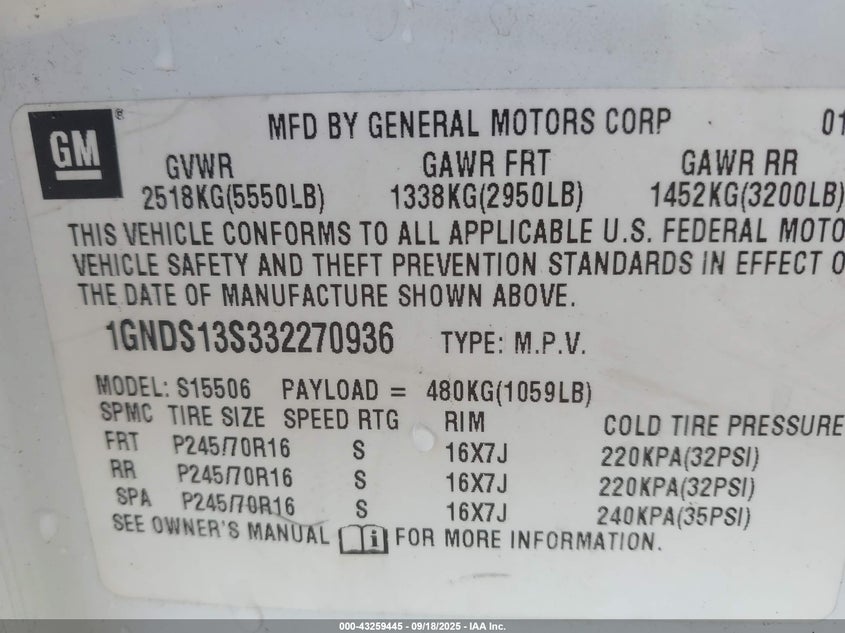 GM® MFD BY GENERAL MOTORS CORP 01
GVWR GAWR FRT GAWR RR
2518KG(5550LB) 1338KG(2950LB) 1452KG(3200LB)
THIS VEHICLE CONFORMS TO ALL APPLICABLE U.S. FEDERAL MOTO
VEHICLE SAFETY AND THEFT PREVENTION STANDARDS IN EFFECT O
THE DATE OF MANUFACTURE SHOWN ABOVE.
1GNDS13S332270936 TYPE: M.P.V.
MODEL: S15506 PAYLOAD = 480KG(1059LB)
SPMC TIRE SIZE SPEED RTG RIM COLD TIRE PRESSURE
FRT P245/70R16 S 16X7J 220KPA(32PSI)
RR P245/70R16 S 16X7J 220KPA(32PSI)
SPA P245/70R16 S 16X7J 240KPA(35PSI)
SEE OWNER'S MANUAL FOR MORE INFORMATION.
000-43259445 - 09/18/2025 - IAA Inc.